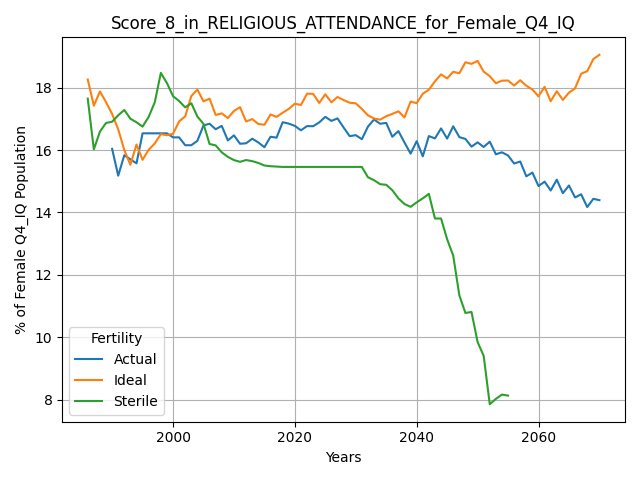 Score_8_in_RELIGIOUS_ATTENDANCE_for_Female_Q4_IQ
% of Female Q4_IQ Population
18
16
14
12
10
8
Fertility
Actual
Ideal
Sterile
2000 2020 2040 2060
Years